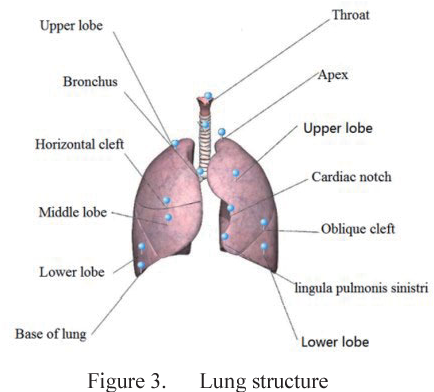 Throat
Upper lobe
Bronchus
Apex
Upper lobe
Horizontal cleft
Cardiac notch
Middle lobe
Oblique cleft
Lower lobe
lingula pulmonis sinistri
Base of lung
Lower lobe
Figure 3. Lung structure